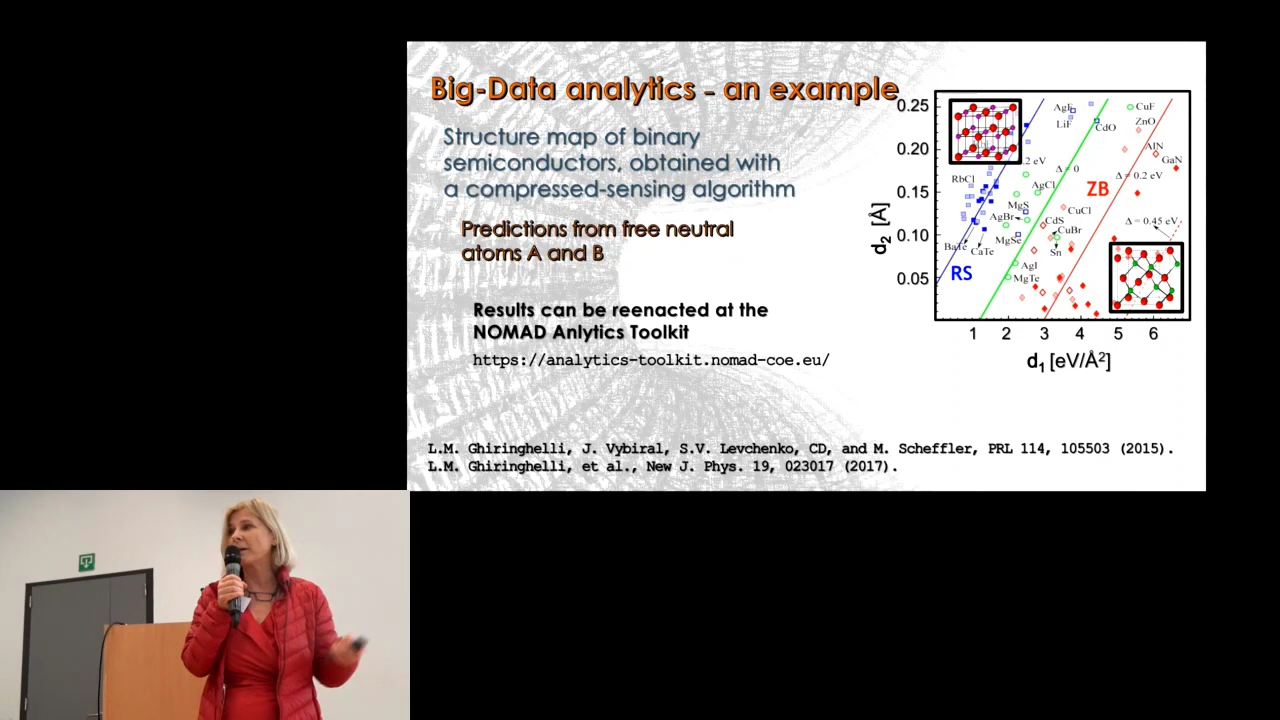 Big-Data analytics - an example
Structure map of binary
semiconductors, obtained with
a compressed-sensing algorithm
Predictions from free neutral
atoms A and B
Results can be reenacted at the
NOMAD Anlytics Toolkit
https://analytics-toolkit.nomad-coe.eu/
0.25
0.20
0.15
0.10
0.05
d2 [Å]
1 2 3 4 5 6
d1 [eV/Å²]
AgF
LiF
CdO
CuF
ZnO
AlN
GaN
.2 eV
Δ = 0
Δ = 0.2 eV
ZB
RbCl
AgCl
MgS
CuCl
AgBr
CdS
CuBr
Δ = 0.45 eV
BaTe
CaTe
MgSe
Sn
RS
AgI
MgTe
L.M. Ghiringhelli, J. Vybiral, S.V. Levchenko, CD, and M. Scheffler, PRL 114, 105503 (2015).
L.M. Ghiringhelli, et al., New J. Phys. 19, 023017 (2017).